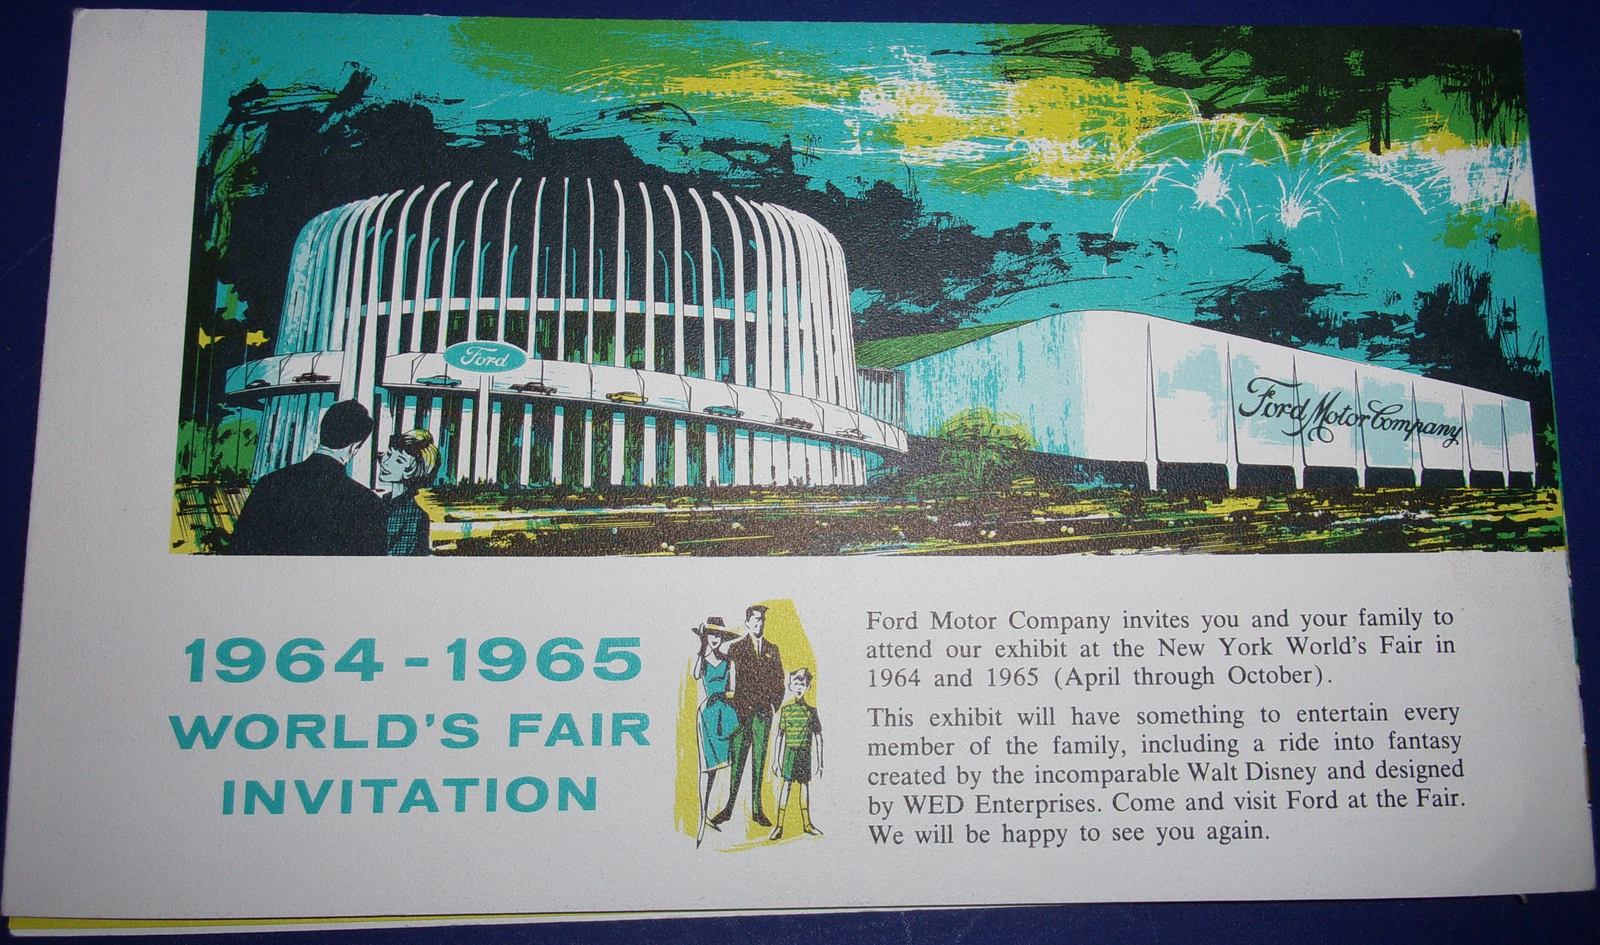 Ford
Ford Motor Company
1964-1965
WORLD'S FAIR
INVITATION
Ford Motor Company invites you and your family to
attend our exhibit at the New York World's Fair in
1964 and 1965 (April through October).
This exhibit will have something to entertain every
member of the family, including a ride into fantasy
created by the incomparable Walt Disney and designed
by WED Enterprises. Come and visit Ford at the Fair.
We will be happy to see you again.